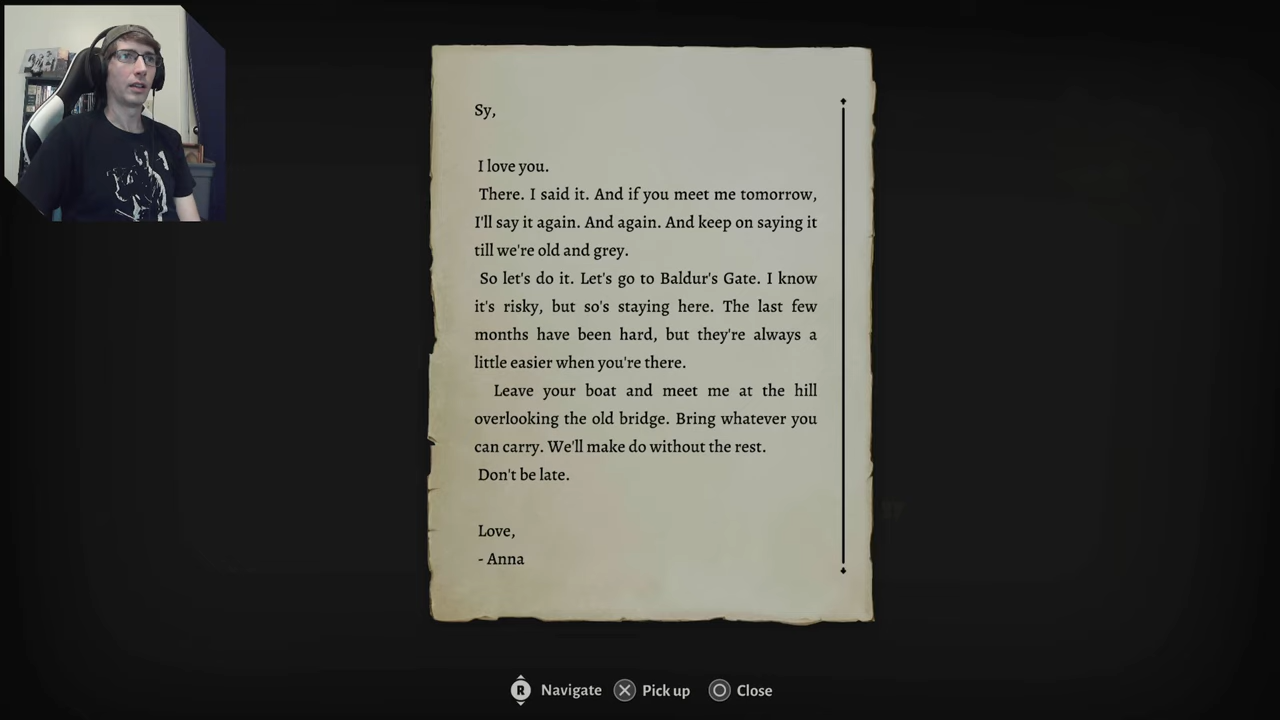 Sy,
I love you.
There. I said it. And if you meet me tomorrow,
I'll say it again. And again. And keep on saying it
till we're old and grey.
So let's do it. Let's go to Baldur's Gate. I know
it's risky, but so's staying here. The last few
months have been hard, but they're always a
little easier when you're there.
Leave your boat and meet me at the hill
overlooking the old bridge. Bring whatever you
can carry. We'll make do without the rest.
Don't be late.
Love,
- Anna
R Navigate Pick up Close